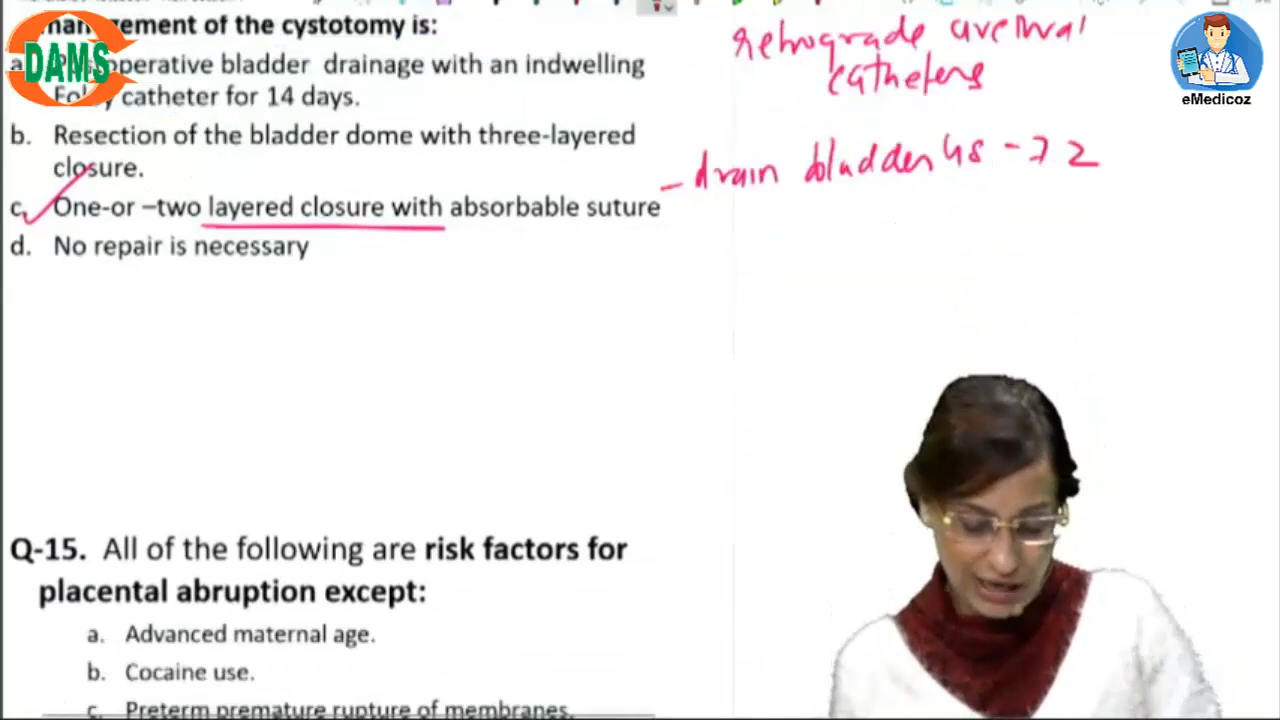 management of the cystotomy is:
DAMS
a. operative bladder drainage with an indwelling
Foley catheter for 14 days.
b. Resection of the bladder dome with three-layered
closure.
c. One-or –two layered closure with absorbable suture
d. No repair is necessary
retrograde urethral
catheters
- drain bladder 48 - 72
eMedicoz
Q-15. All of the following are risk factors for
placental abruption except:
a. Advanced maternal age.
b. Cocaine use.
c. Preterm premature rupture of membranes.